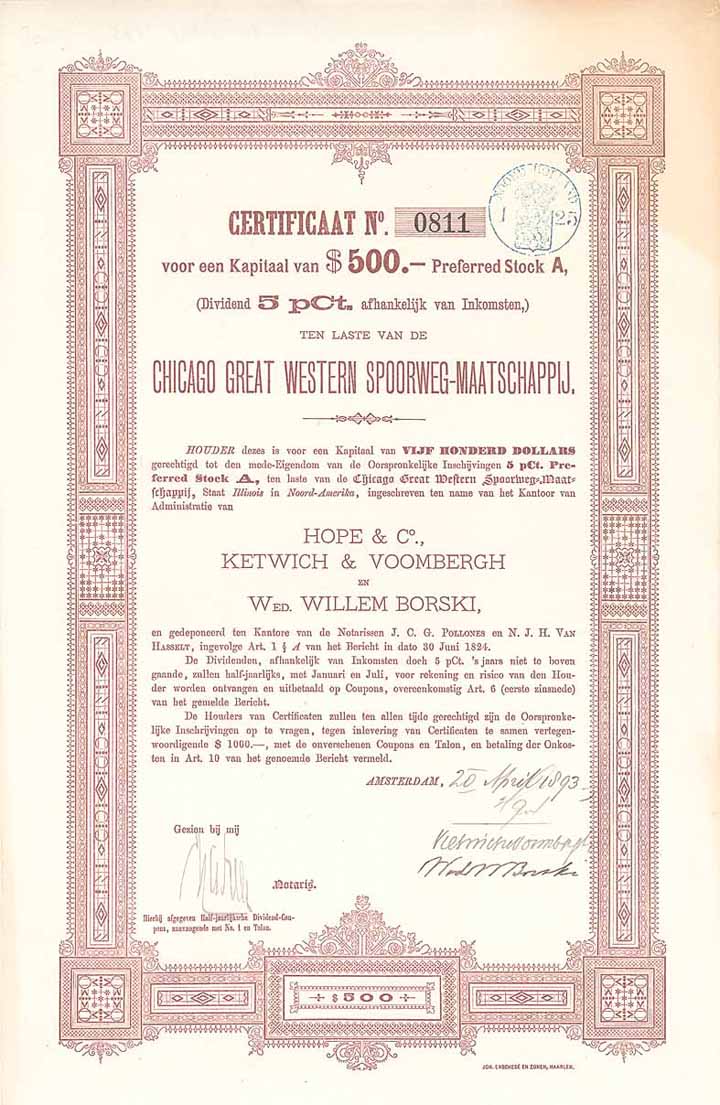 CERTIFICAAT Nº. 0811
1 25
voor een Kapitaal van $ 500.— Preferred Stock A,
(Dividend 5 pCt. afhankelijk van Inkomsten,)
TEN LASTE VAN DE
CHICAGO GREAT WESTERN SPOORWEG-MAATSCHAPPIJ.
HOUDER dezes is voor een Kapitaal van VIJF HONDERD DOLLARS
gerechtigd tot den mede-Eigendom van de Oorspronkelijke Inschijvingen 5 pCt. Pre-
ferred Stock A, ten laste van de Chicago Great Western Spoorweg-Maat-
schappij, Staat Illinois in Noord-Amerika, ingeschreven ten name van het Kantoor van
Administratie van
HOPE & Cº.,
KETWICH & VOOMBERGH
EN
WED. WILLEM BORSKI,
en gedeponeerd ten Kantore van de Notarissen J. C. G. POLLONES en N. J. H. VAN
HASSELT, ingevolge Art. 1 § A van het Bericht in dato 30 Juni 1824.
De Dividenden, afhankelijk van Inkomsten doch 5 pCt. 's jaars niet te boven
gaande, zullen half-jaarlijks, met Januari en Juli, voor rekening en risico van den Hou-
der worden ontvangen en uitbetaald op Coupons, overeenkomstig Art. 6 (eerste zinsnede)
van het gemelde Bericht.
De Houders van Certificaten zullen ten allen tijde gerechtigd zijn de Oorspronke-
lijke Inschrijvingen op te vragen, tegen inlevering van Certificaten te samen vertegen-
woordigende $ 1000.—, met de onverschenen Coupons en Talon, en betaling der Onkos-
ten in Art. 10 van het genoemde Bericht vermeld.
AMSTERDAM, 20 April 1893
Gezien bij mij
Ketwich & Voombergh
Wed W Borski
Notaris.
Hierbij afgegeven Half-jaarlijksche Dividend-Cou-
pons, aanvangende met No. 1 en Talon.
$ 500
JOH. ENSCHEDÉ EN ZONEN, HAARLEM.